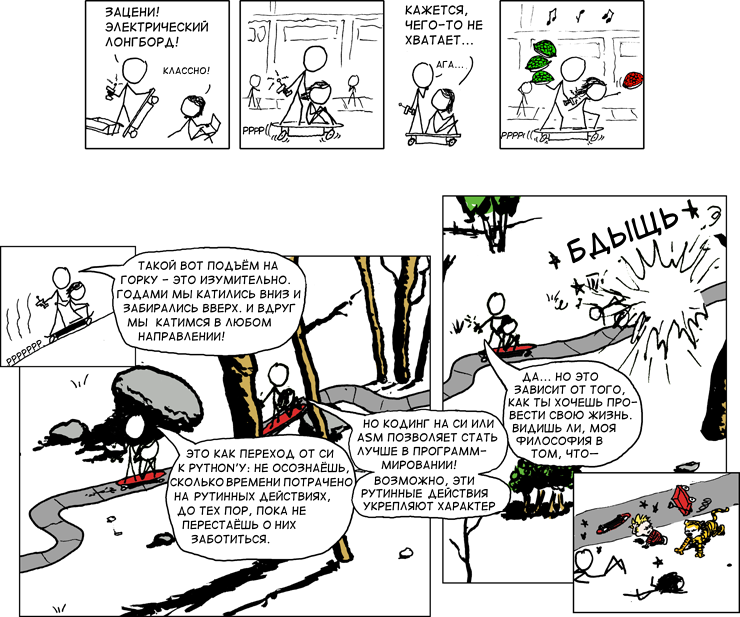 ЗАЦЕНИ!
ЭЛЕКТРИЧЕСКИЙ
ЛОНГБОРД!
КЛАССНО!
РРРР
КАЖЕТСЯ,
ЧЕГО-ТО НЕ
ХВАТАЕТ...
АГА...
РРРР
РРРРРРР
ТАКОЙ ВОТ ПОДЪЁМ НА
ГОРКУ – ЭТО ИЗУМИТЕЛЬНО.
ГОДАМИ МЫ КАТИЛИСЬ ВНИЗ И
ЗАБИРАЛИСЬ ВВЕРХ. И ВДРУГ
МЫ КАТИМСЯ В ЛЮБОМ
НАПРАВЛЕНИИ!
ЭТО КАК ПЕРЕХОД ОТ СИ
К PYTHON'У: НЕ ОСОЗНАЁШЬ,
СКОЛЬКО ВРЕМЕНИ ПОТРАЧЕНО
НА РУТИННЫХ ДЕЙСТВИЯХ,
ДО ТЕХ ПОР, ПОКА НЕ
ПЕРЕСТАЁШЬ О НИХ
ЗАБОТИТЬСЯ.
НО КОДИНГ НА СИ ИЛИ
ASM ПОЗВОЛЯЕТ СТАТЬ
ЛУЧШЕ В ПРОГРАММ-
МИРОВАНИИ!
ВОЗМОЖНО, ЭТИ
РУТИННЫЕ ДЕЙСТВИЯ
УКРЕПЛЯЮТ ХАРАКТЕР
ДА... НО ЭТО
ЗАВИСИТ ОТ ТОГО,
КАК ТЫ ХОЧЕШЬ ПРО-
ВЕСТИ СВОЮ ЖИЗНЬ.
ВИДИШЬ ЛИ, МОЯ
ФИЛОСОФИЯ В
ТОМ, ЧТО—
БДЫЩЬ